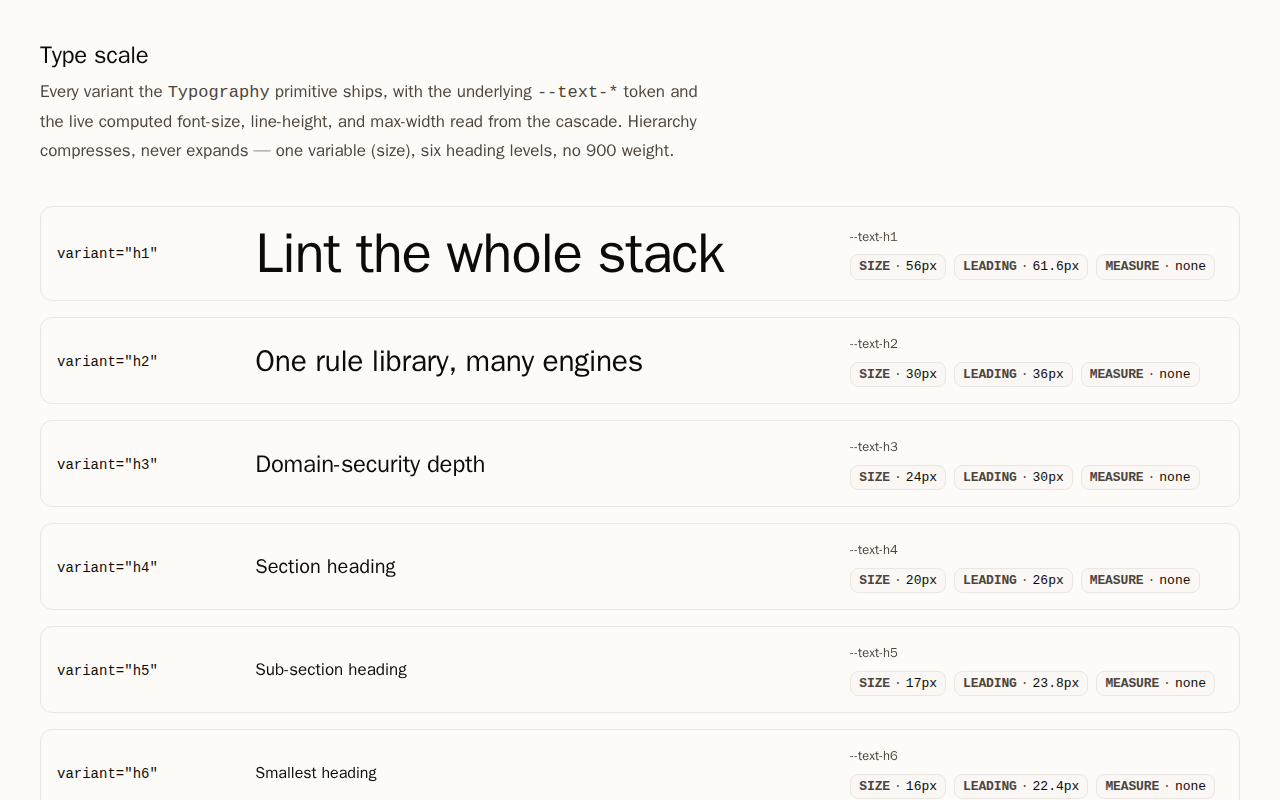 Type scale
Every variant the Typography primitive ships, with the underlying --text-* token and
the live computed font-size, line-height, and max-width read from the cascade. Hierarchy
compresses, never expands — one variable (size), six heading levels, no 900 weight.
variant="h1"
Lint the whole stack
--text-h1
SIZE · 56px LEADING · 61.6px MEASURE · none
variant="h2"
One rule library, many engines
--text-h2
SIZE · 30px LEADING · 36px MEASURE · none
variant="h3"
Domain-security depth
--text-h3
SIZE · 24px LEADING · 30px MEASURE · none
variant="h4"
Section heading
--text-h4
SIZE · 20px LEADING · 26px MEASURE · none
variant="h5"
Sub-section heading
--text-h5
SIZE · 17px LEADING · 23.8px MEASURE · none
variant="h6"
Smallest heading
--text-h6
SIZE · 16px LEADING · 22.4px MEASURE · none